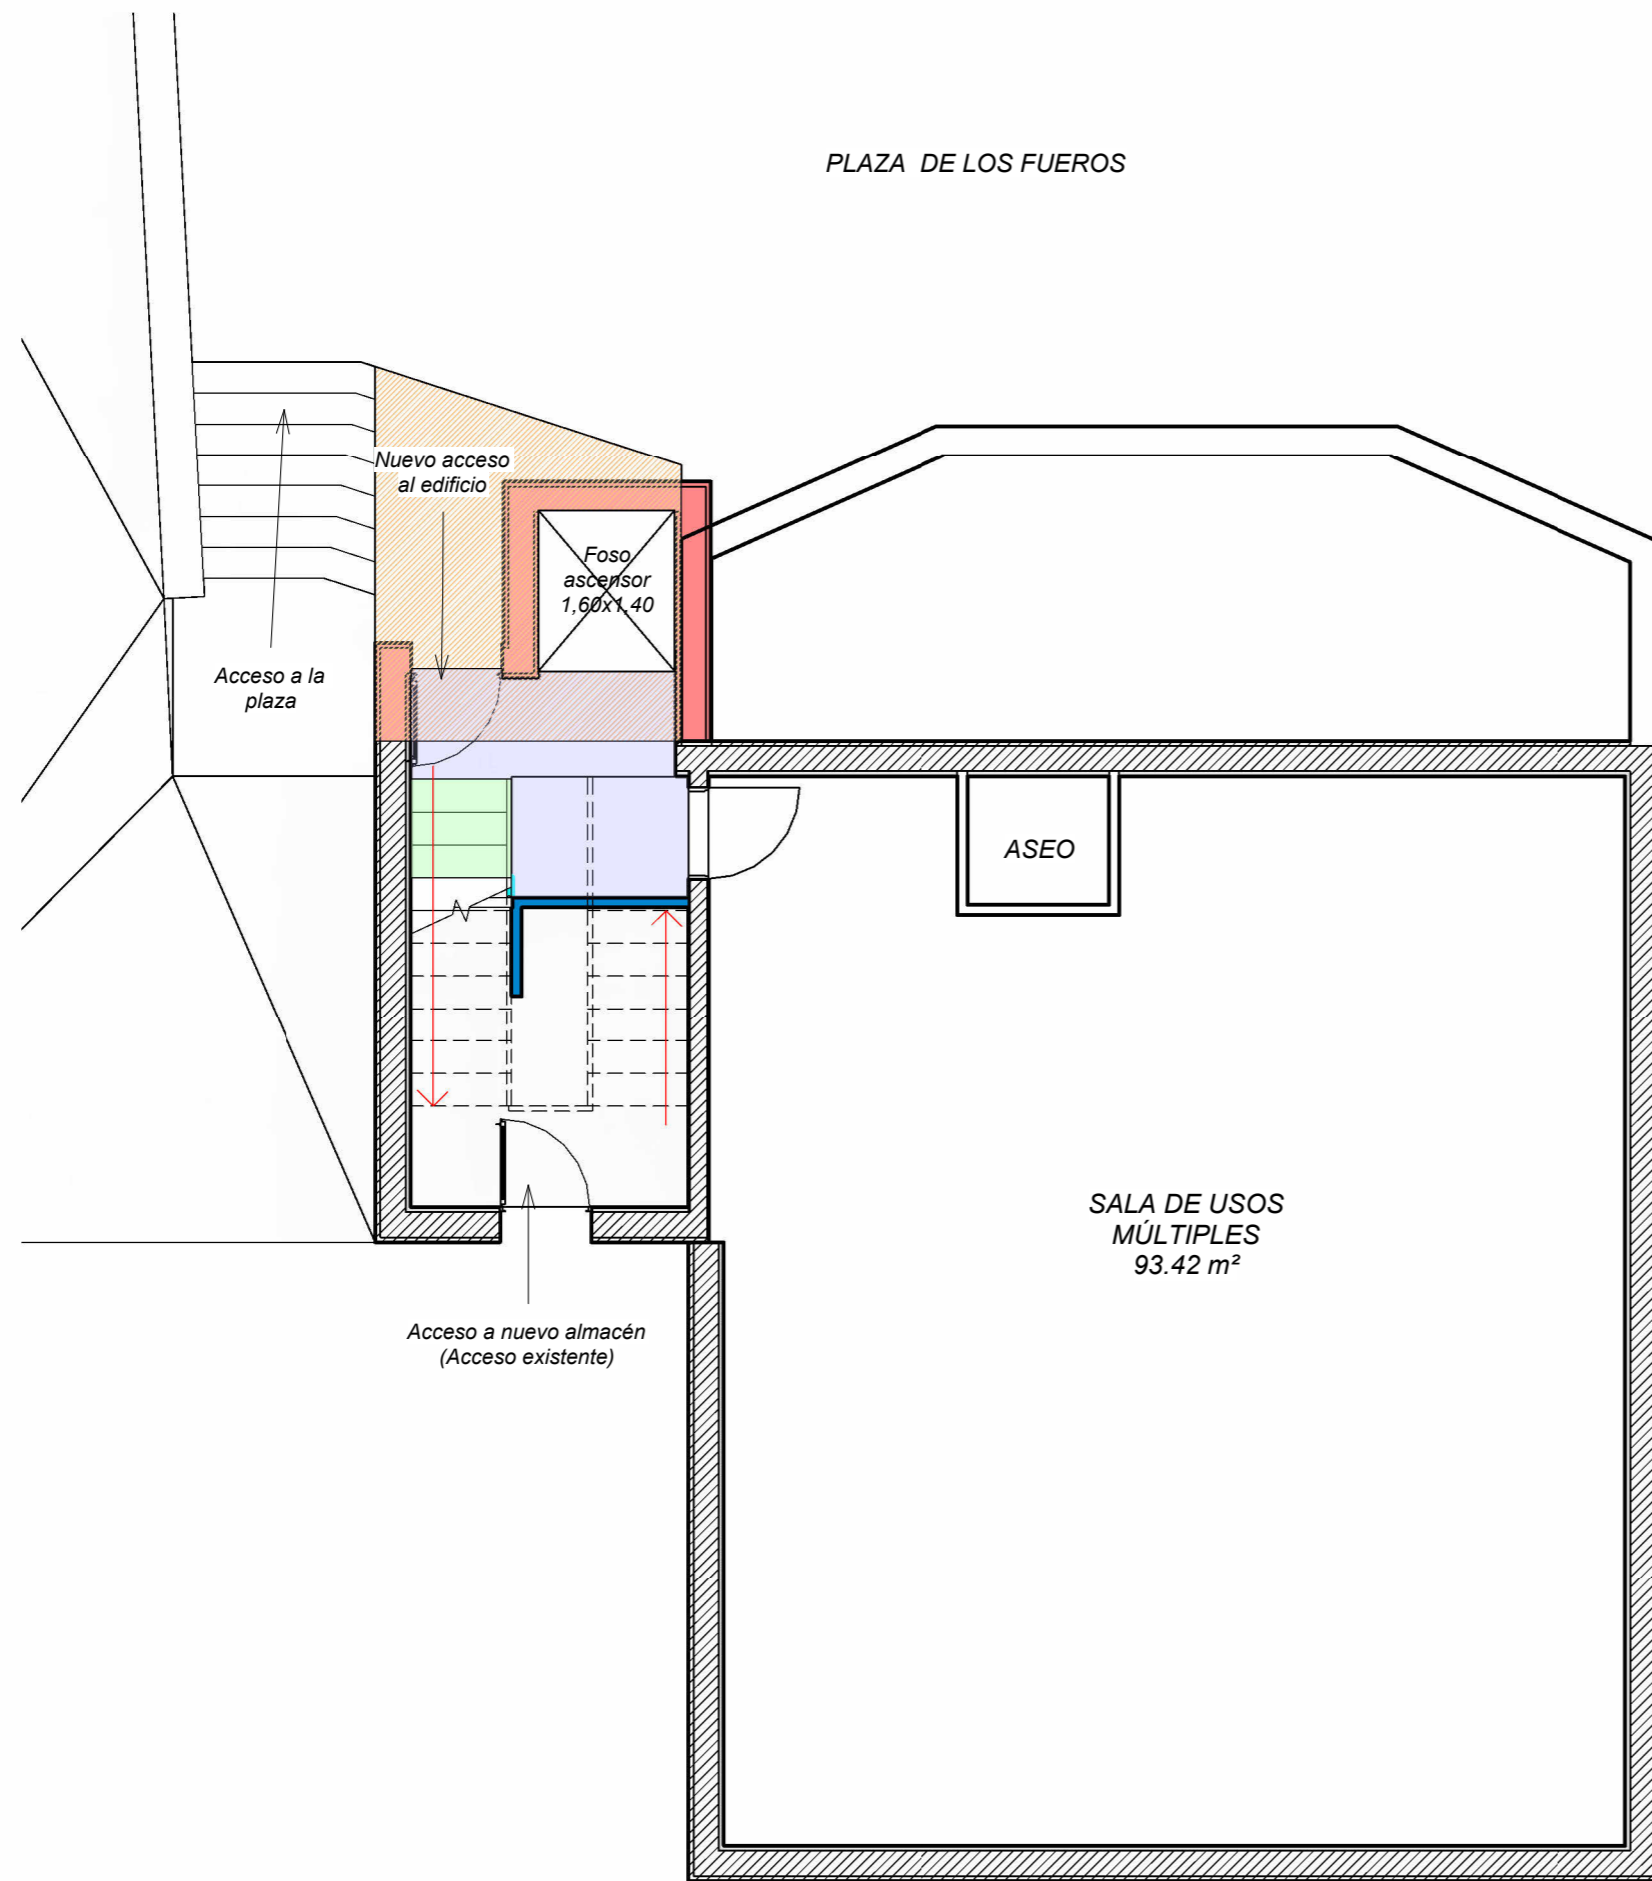 PLAZA DE LOS FUEROS
Nuevo acceso
al edificio
Foso
ascensor
1,60x1,40
Acceso a la
plaza
ASEO
SALA DE USOS
MÚLTIPLES
93.42 m²
Acceso a nuevo almacén
(Acceso existente)